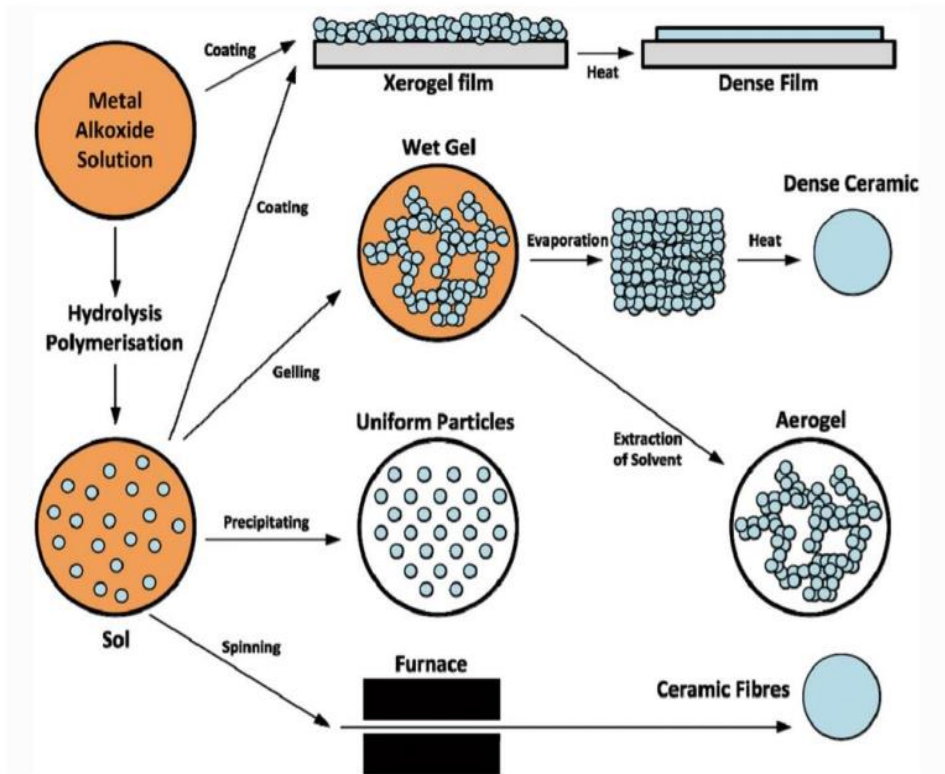 Coating
Xerogel film
Heat
Dense Film
Metal
Alkoxide
Solution
Wet Gel
Dense Ceramic
Coating
Evaporation
Heat
Hydrolysis
Polymerisation
Gelling
Uniform Particles
Aerogel
Extraction
of Solvent
Precipitating
Sol
Spinning
Furnace
Ceramic Fibres